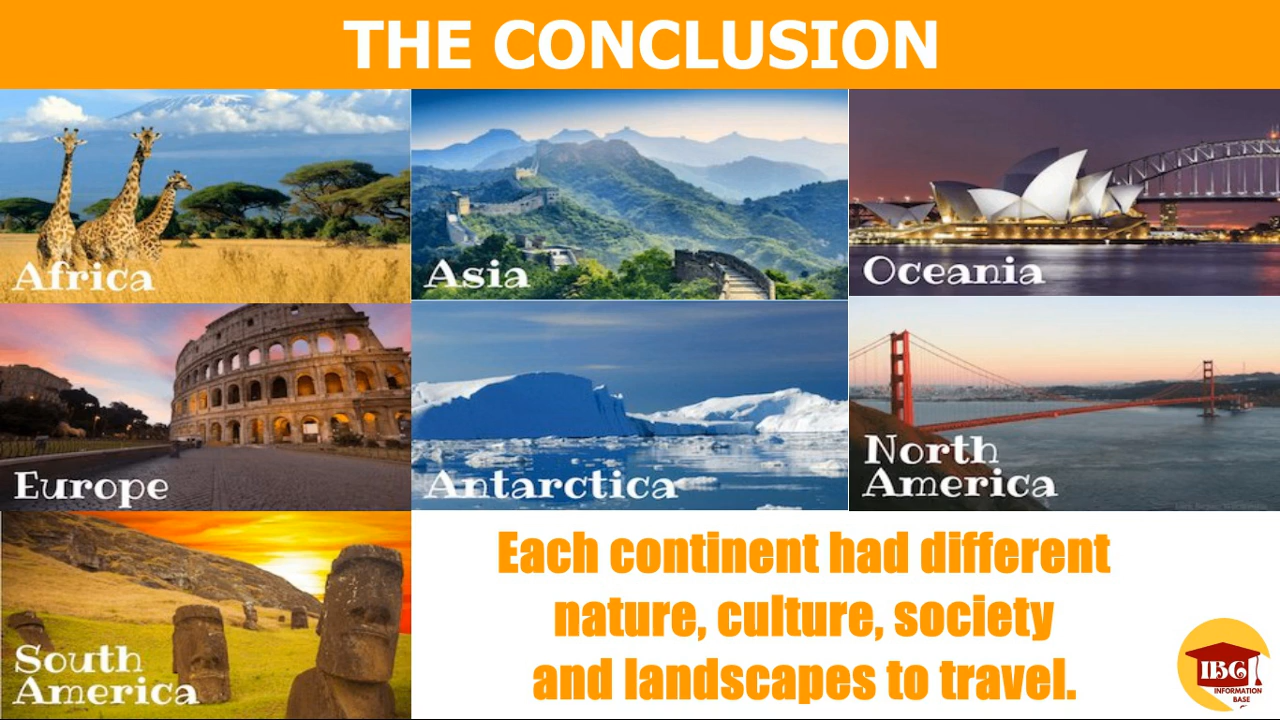 THE CONCLUSION
Africa
Asia
Oceania
Europe
Antarctica
North
America
South
America
Each continent had different
nature, culture, society
and landscapes to travel.
IBG
INFORMATION
BASE